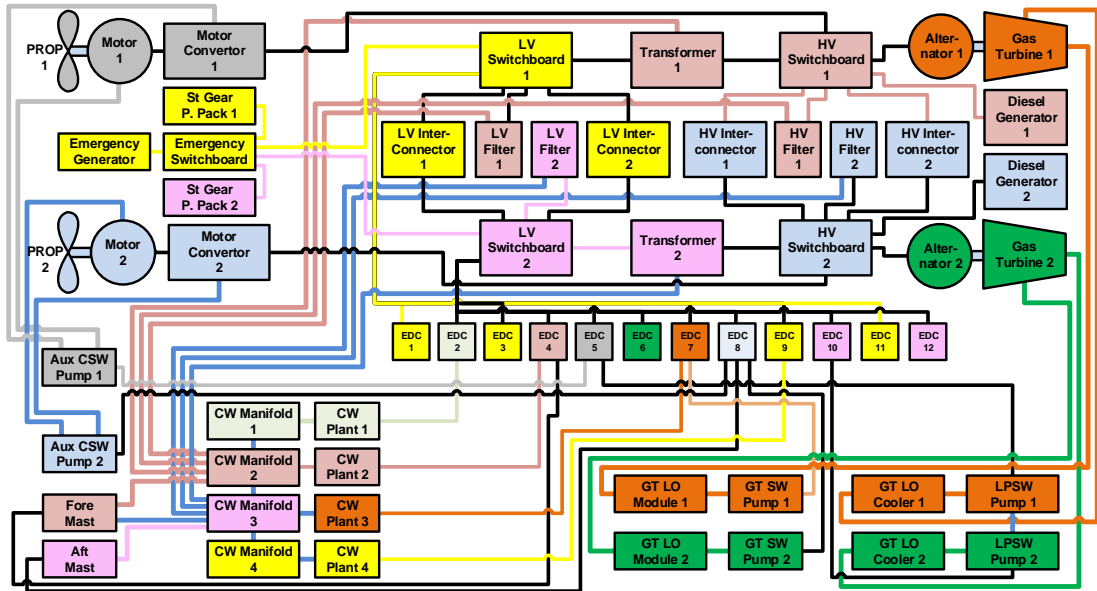 PROP
1
Motor
1
Motor
Convertor
1
LV
Switchboard
1
Transformer
1
HV
Switchboard
1
Alter-
nator 1
Gas
Turbine
1
St Gear
P. Pack 1
Emergency
Generator
Emergency
Switchboard
St Gear
P. Pack 2
LV Inter-
Connector
1
LV
Filter
1
LV
Filter
2
LV Inter-
Connector
2
HV Inter-
connector
1
HV
Filter
1
HV
Filter
2
HV Inter-
connector
2
Diesel
Generator
1
Diesel
Generator
2
PROP
2
Motor
2
Motor
Convertor
2
LV
Switchboard
2
Transformer
2
HV
Switchboard
2
Alter-
nator 2
Gas
Turbine 2
EDC
1
EDC
2
EDC
3
EDC
4
EDC
5
EDC
6
EDC
7
EDC
8
EDC
9
EDC
10
EDC
11
EDC
12
Aux CSW
Pump 1
Aux CSW
Pump 2
CW Manifold
1
CW
Plant 1
CW Manifold
2
CW
Plant 2
Fore
Mast
CW Manifold
3
CW
Plant 3
Aft
Mast
CW Manifold
4
CW
Plant 4
GT LO
Module 1
GT SW
Pump 1
GT LO
Cooler 1
LPSW
Pump 1
GT LO
Module 2
GT SW
Pump 2
GT LO
Cooler 2
LPSW
Pump 2